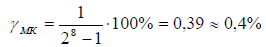 γ_МК = 1 / (2^8 − 1) · 100% = 0,39 ≈ 0,4%